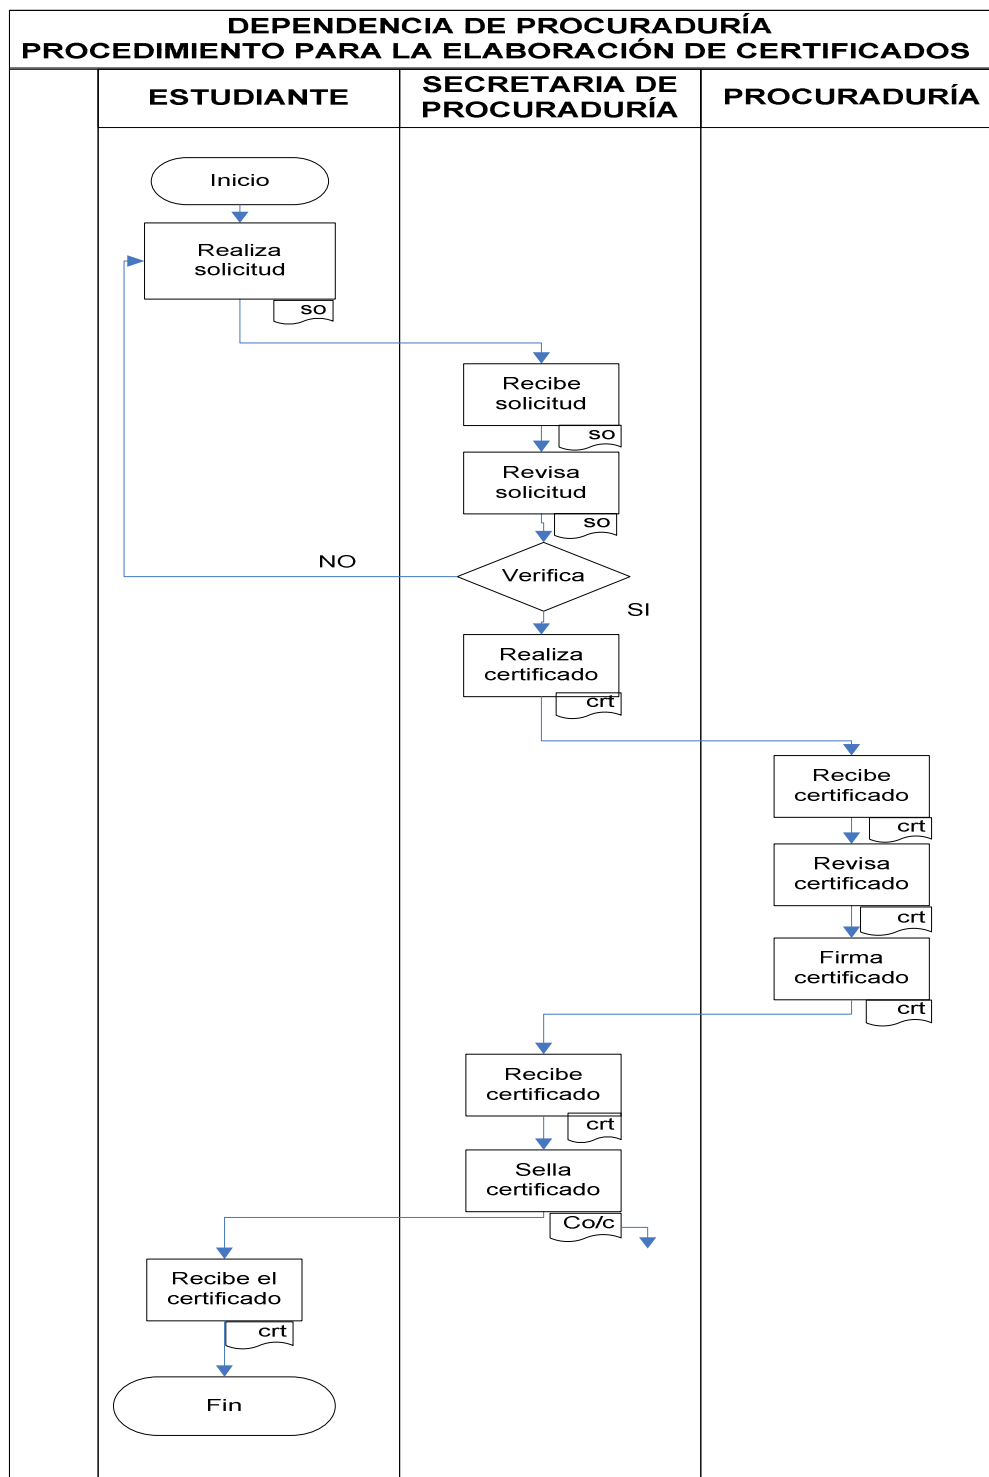 DEPENDENCIA DE PROCURADURÍA
PROCEDIMIENTO PARA LA ELABORACIÓN DE CERTIFICADOS
ESTUDIANTE
SECRETARIA DE
PROCURADURÍA
PROCURADURÍA
Inicio
Realiza
solicitud
so
Recibe
solicitud
so
Revisa
solicitud
so
NO
Verifica
SI
Realiza
certificado
crt
Recibe
certificado
crt
Revisa
certificado
crt
Firma
certificado
crt
Recibe
certificado
crt
Sella
certificado
Co/c
Recibe el
certificado
crt
Fin